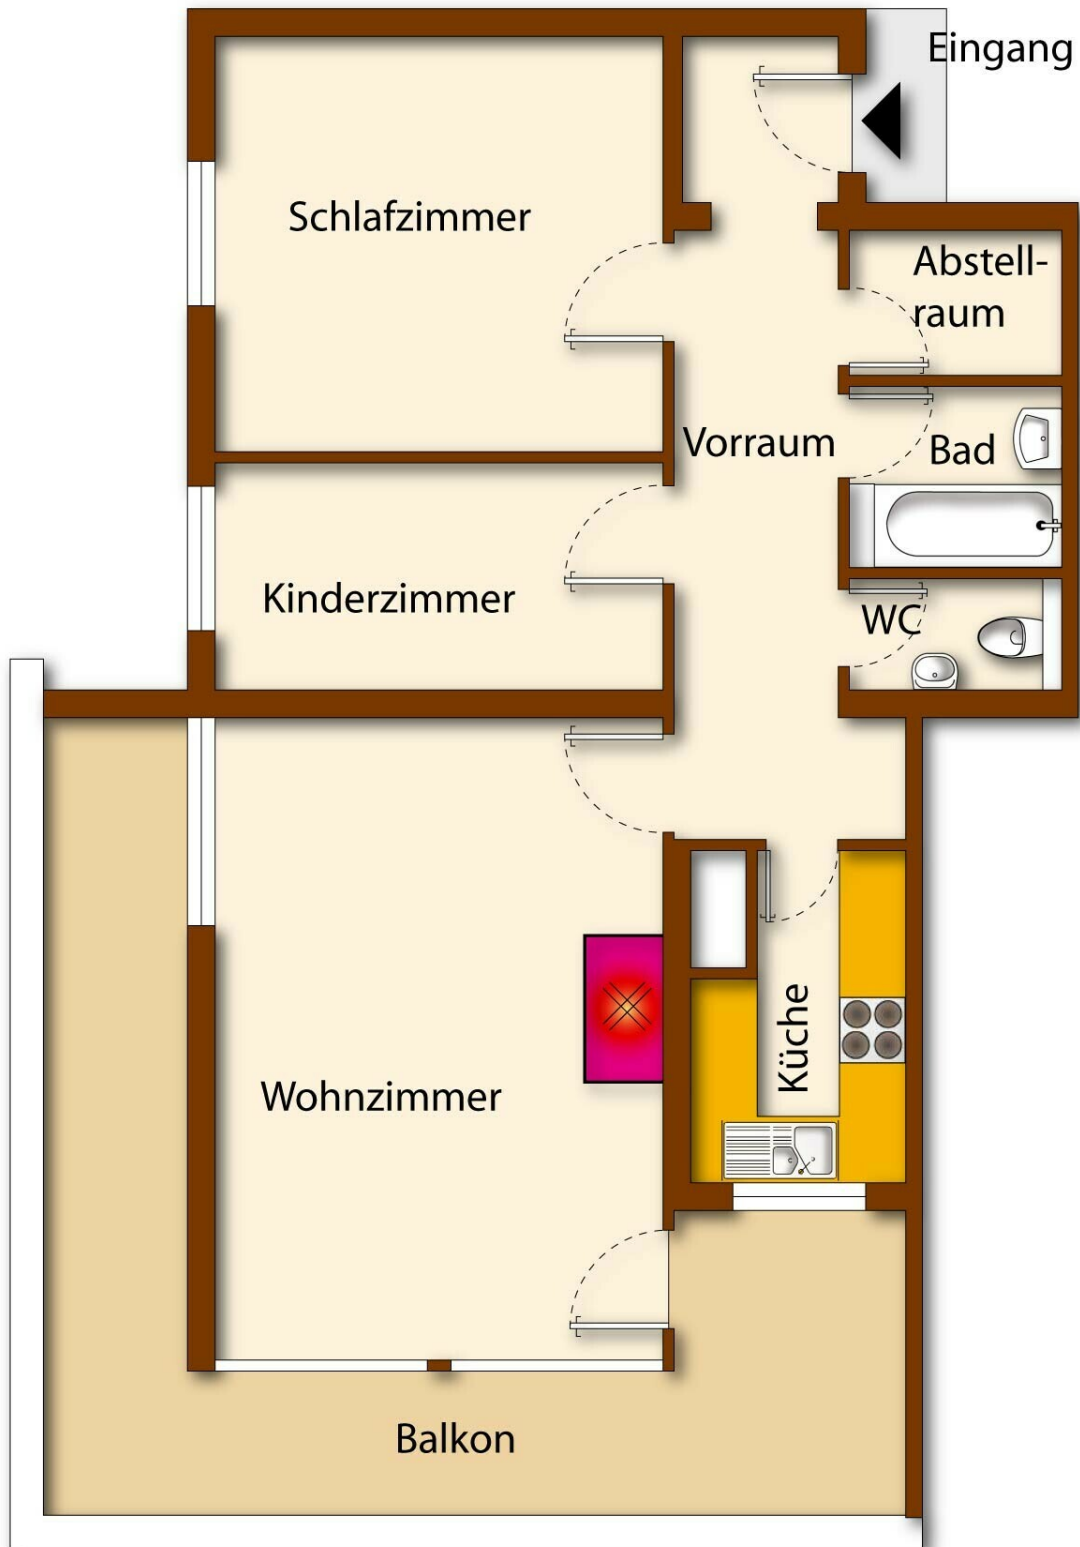 Eingang
Schlafzimmer
Abstell-
raum
Vorraum
Bad
Kinderzimmer
WC
Küche
Wohnzimmer
Balkon